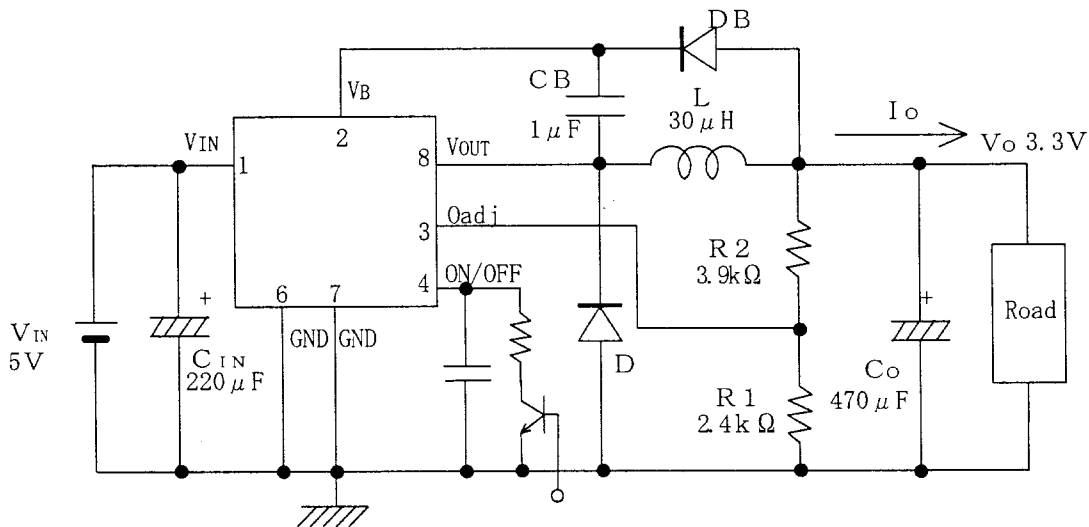 DB
CB
1μF
VB
L
30μH
Io
Vo 3.3V
VIN
1
2
8
VOUT
3
Oadj
4
ON/OFF
6
7
GND
GND
R2
3.9kΩ
+
+
Road
VIN
5V
CIN
220μF
D
R1
2.4kΩ
Co
470μF